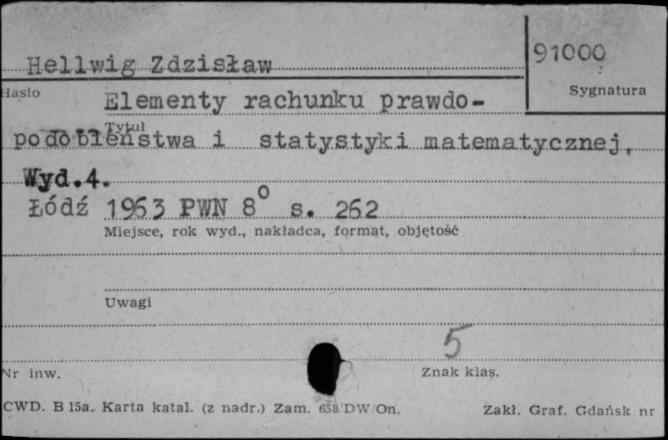 Hellwig Zdzisław
91000
Hasło
Sygnatura
Elementy rachunku prawdo-
Tytuł
podobieństwa i statystyki matematycznej,
Wyd.4.
Łódź 1963 PWN 8° s. 262
Miejsce, rok wyd., nakładca, format, objętość
Uwagi
5
Nr inw.
Znak klas.
CWD. B 15a. Karta katal. (z nadr.) Zam. 658/DW/On.
Zakł. Graf. Gdańsk nr